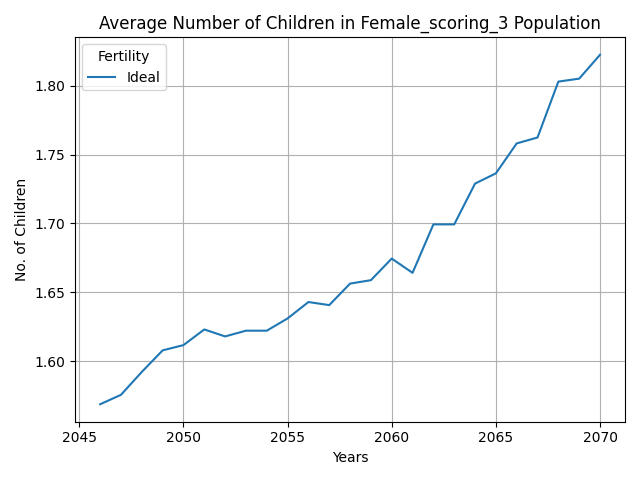 Average Number of Children in Female_scoring_3 Population
Fertility
Ideal
No. of Children
1.80
1.75
1.70
1.65
1.60
2045 2050 2055 2060 2065 2070
Years